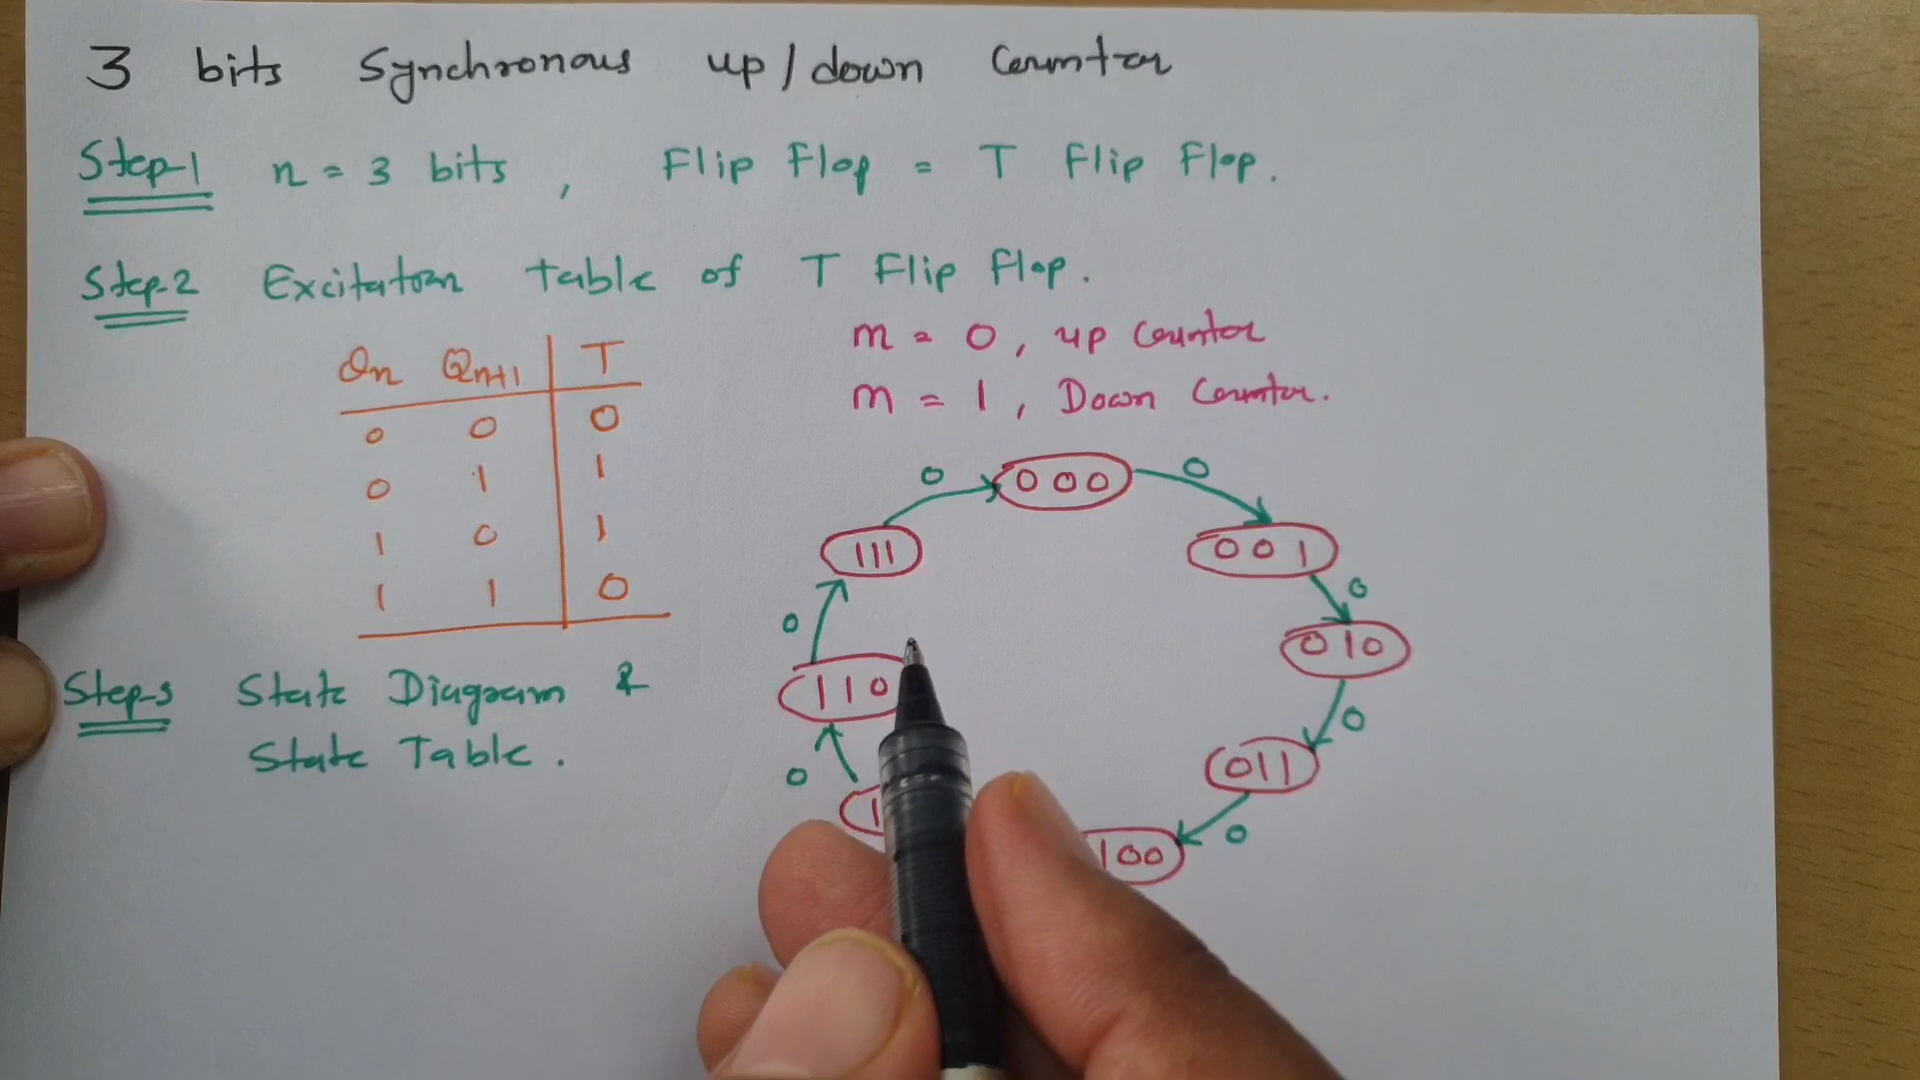 3 bits Synchronous up/down Counter
Step-1 n = 3 bits , Flip Flop = T Flip Flop.
Step-2 Excitation table of T Flip Flop.
m = 0, up Counter
m = 1, Down Counter.
Qn Qn+1 T
0 0 0
0 1 1
1 0 1
1 1 0
Step-3 State Diagram &
State Table.
0 000 0
111 001
0 0
010
110 0
0 011
1 0
100